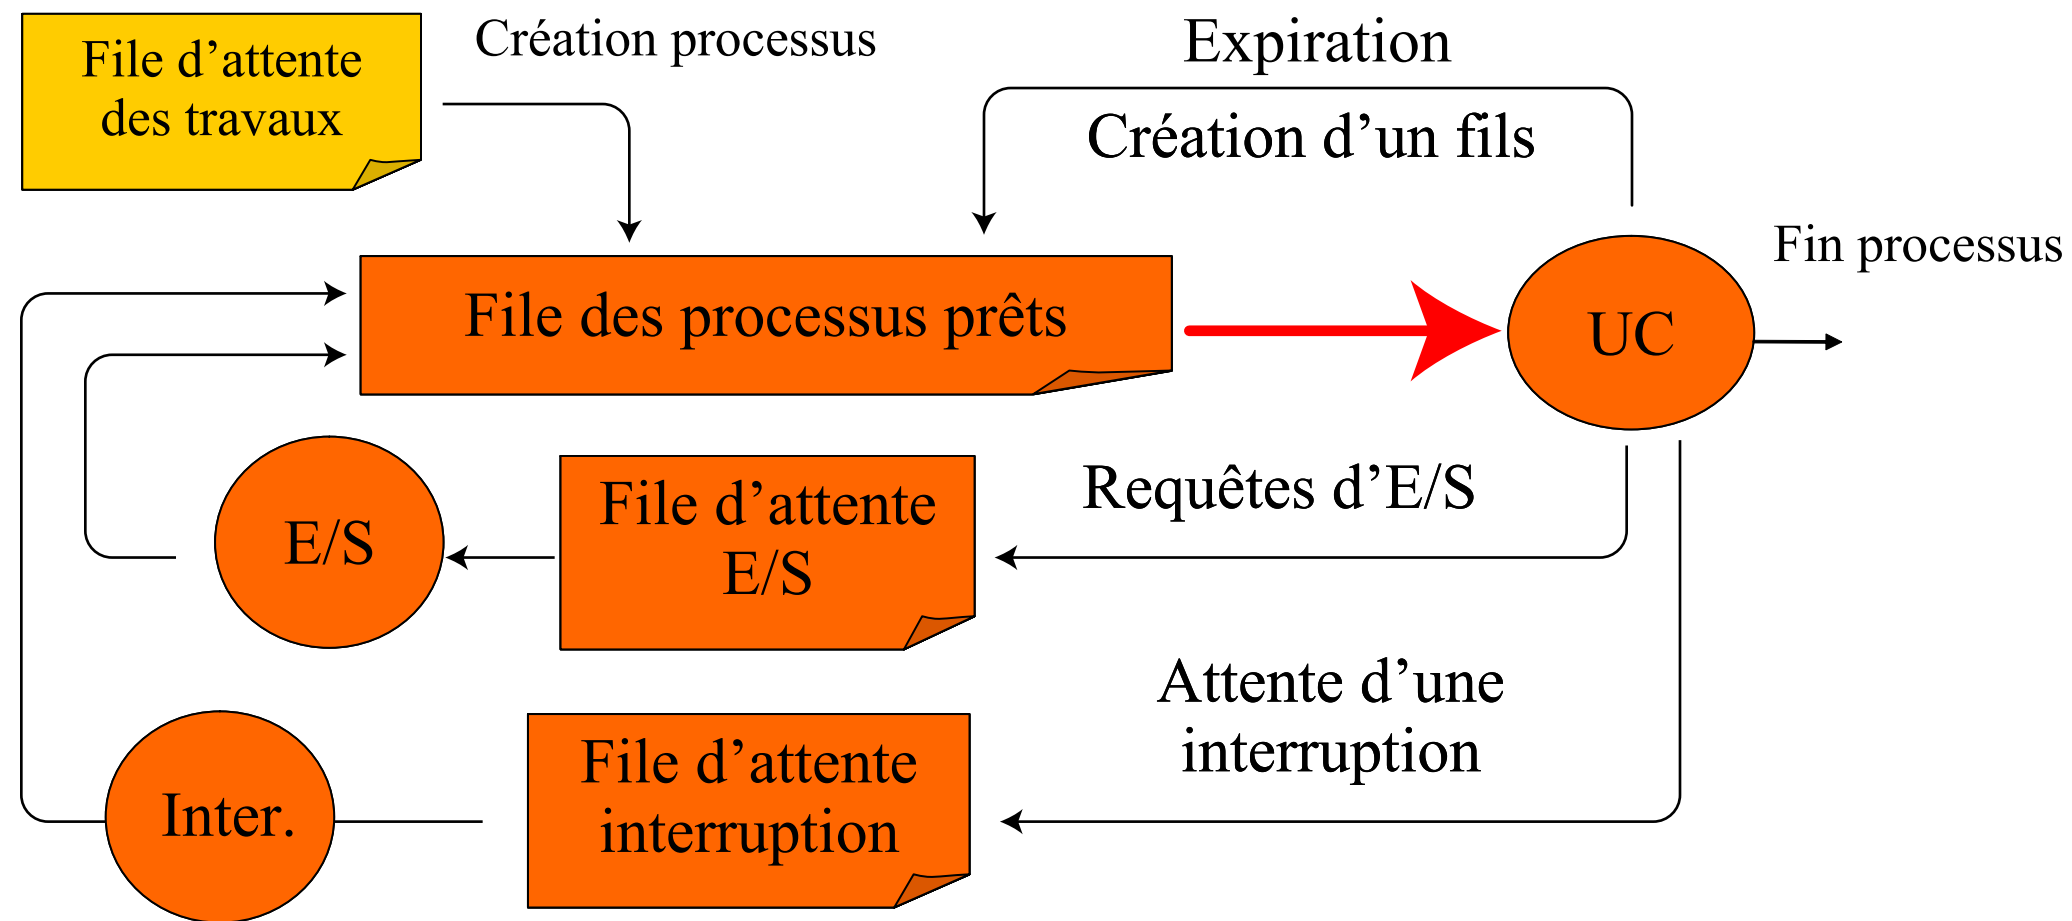 File d’attente
des travaux
Création processus
Expiration
Création d’un fils
Fin processus
File des processus prêts
UC
E/S
File d’attente
E/S
Requêtes d’E/S
Attente d’une
interruption
Inter.
File d’attente
interruption